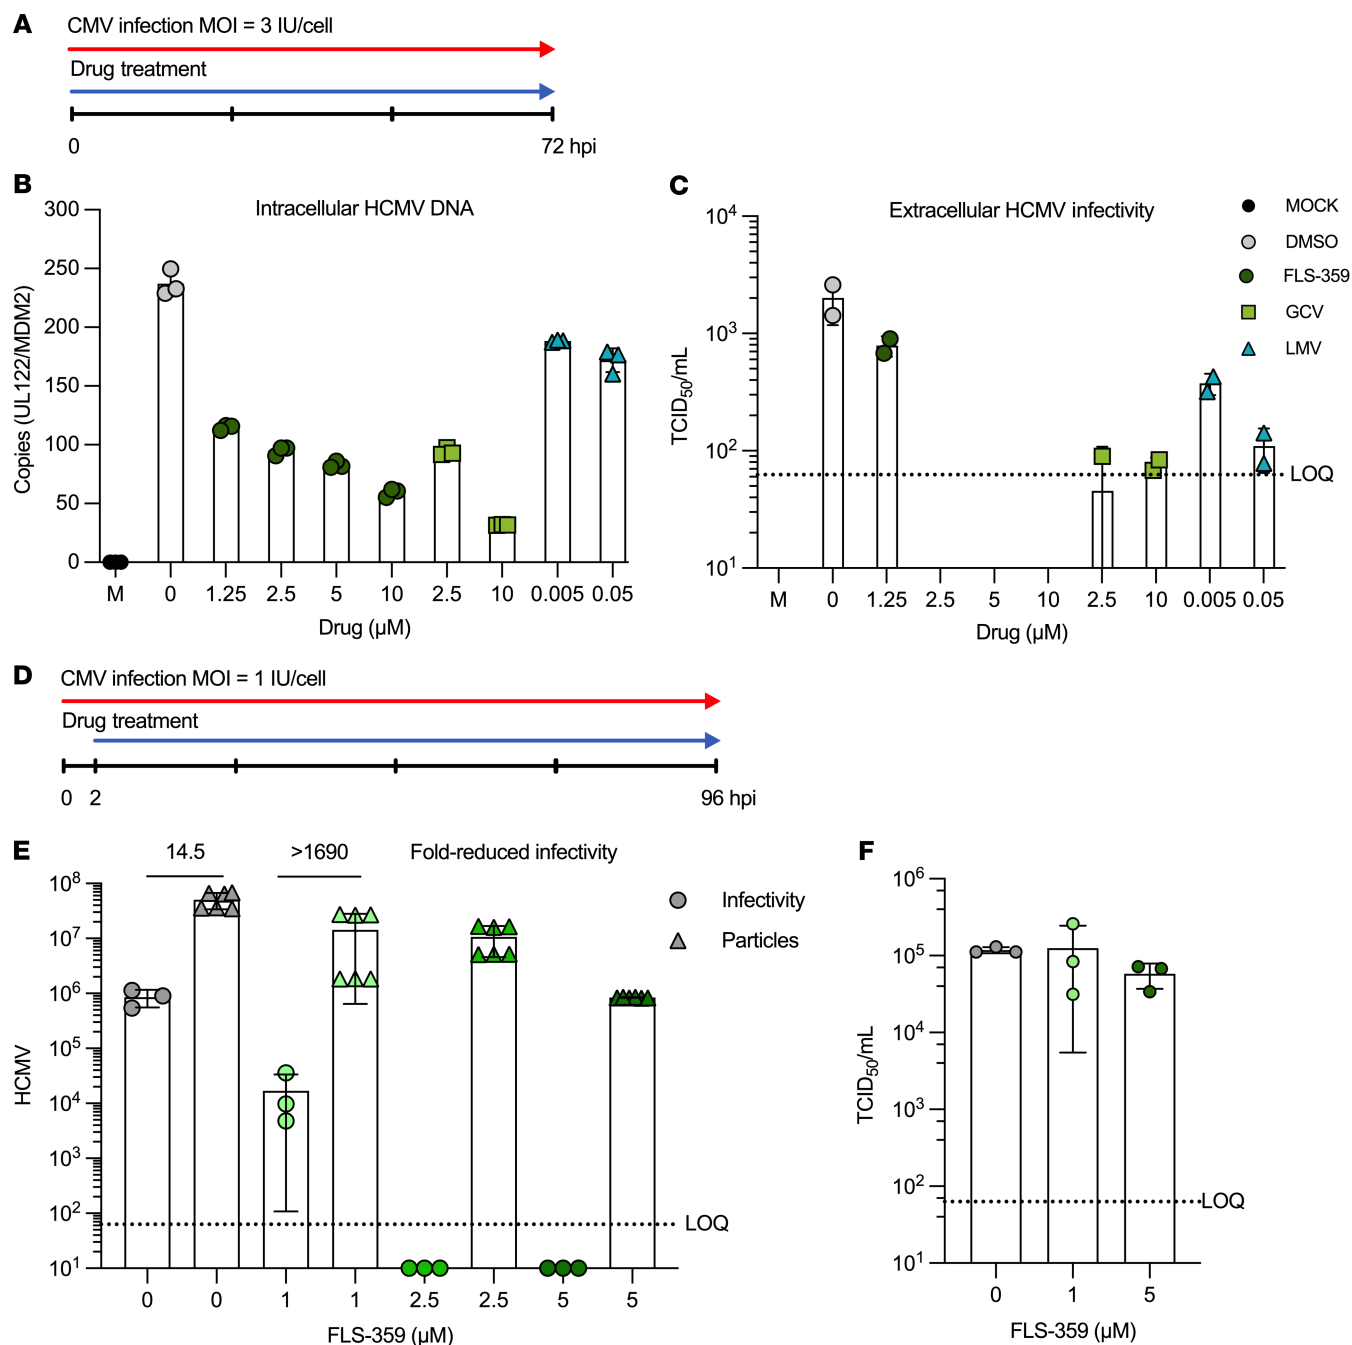 A
CMV infection MOI = 3 IU/cell
Drug treatment
0
72 hpi
B
Intracellular HCMV DNA
Copies (UL122/MDM2)
300
250
200
150
100
50
0
M 0 1.25 2.5 5 10 2.5 10 0.005 0.05
Drug (µM)
C
Extracellular HCMV infectivity
TCID50/mL
10^4
10^3
10^2
10^1
LOQ
M 0 1.25 2.5 5 10 2.5 10 0.005 0.05
Drug (µM)
MOCK
DMSO
FLS-359
GCV
LMV
D
CMV infection MOI = 1 IU/cell
Drug treatment
0 2
96 hpi
E
14.5 >1690 Fold-reduced infectivity
HCMV
10^8
10^7
10^6
10^5
10^4
10^3
10^2
10^1
LOQ
0 0 1 1 2.5 2.5 5 5
FLS-359 (µM)
Infectivity
Particles
F
TCID50/mL
10^6
10^5
10^4
10^3
10^2
10^1
LOQ
0 1 5
FLS-359 (µM)